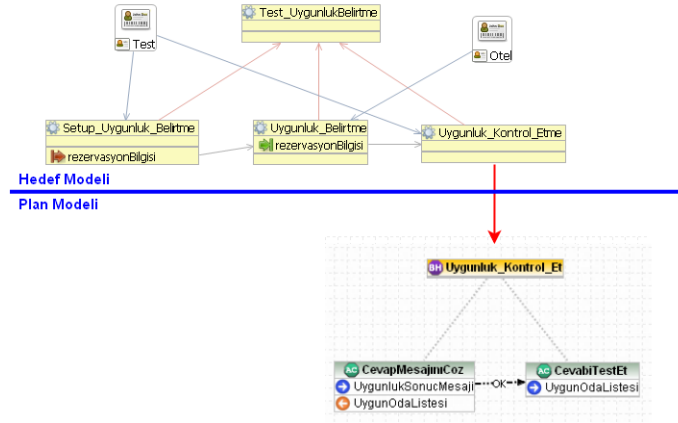 Test_UygunlukBelirtme
Test
Otel
Setup_Uygunluk_Belirtme
rezervasyonBilgisi
Uygunluk_Belirtme
rezervasyonBilgisi
Uygunluk_Kontrol_Etme
Hedef Modeli
Plan Modeli
BH Uygunluk_Kontrol_Et
AC CevapMesajınıCoz
UygunlukSonucMesaji
UygunOdaListesi
OK
AC CevabiTestEt
UygunOdaListesi